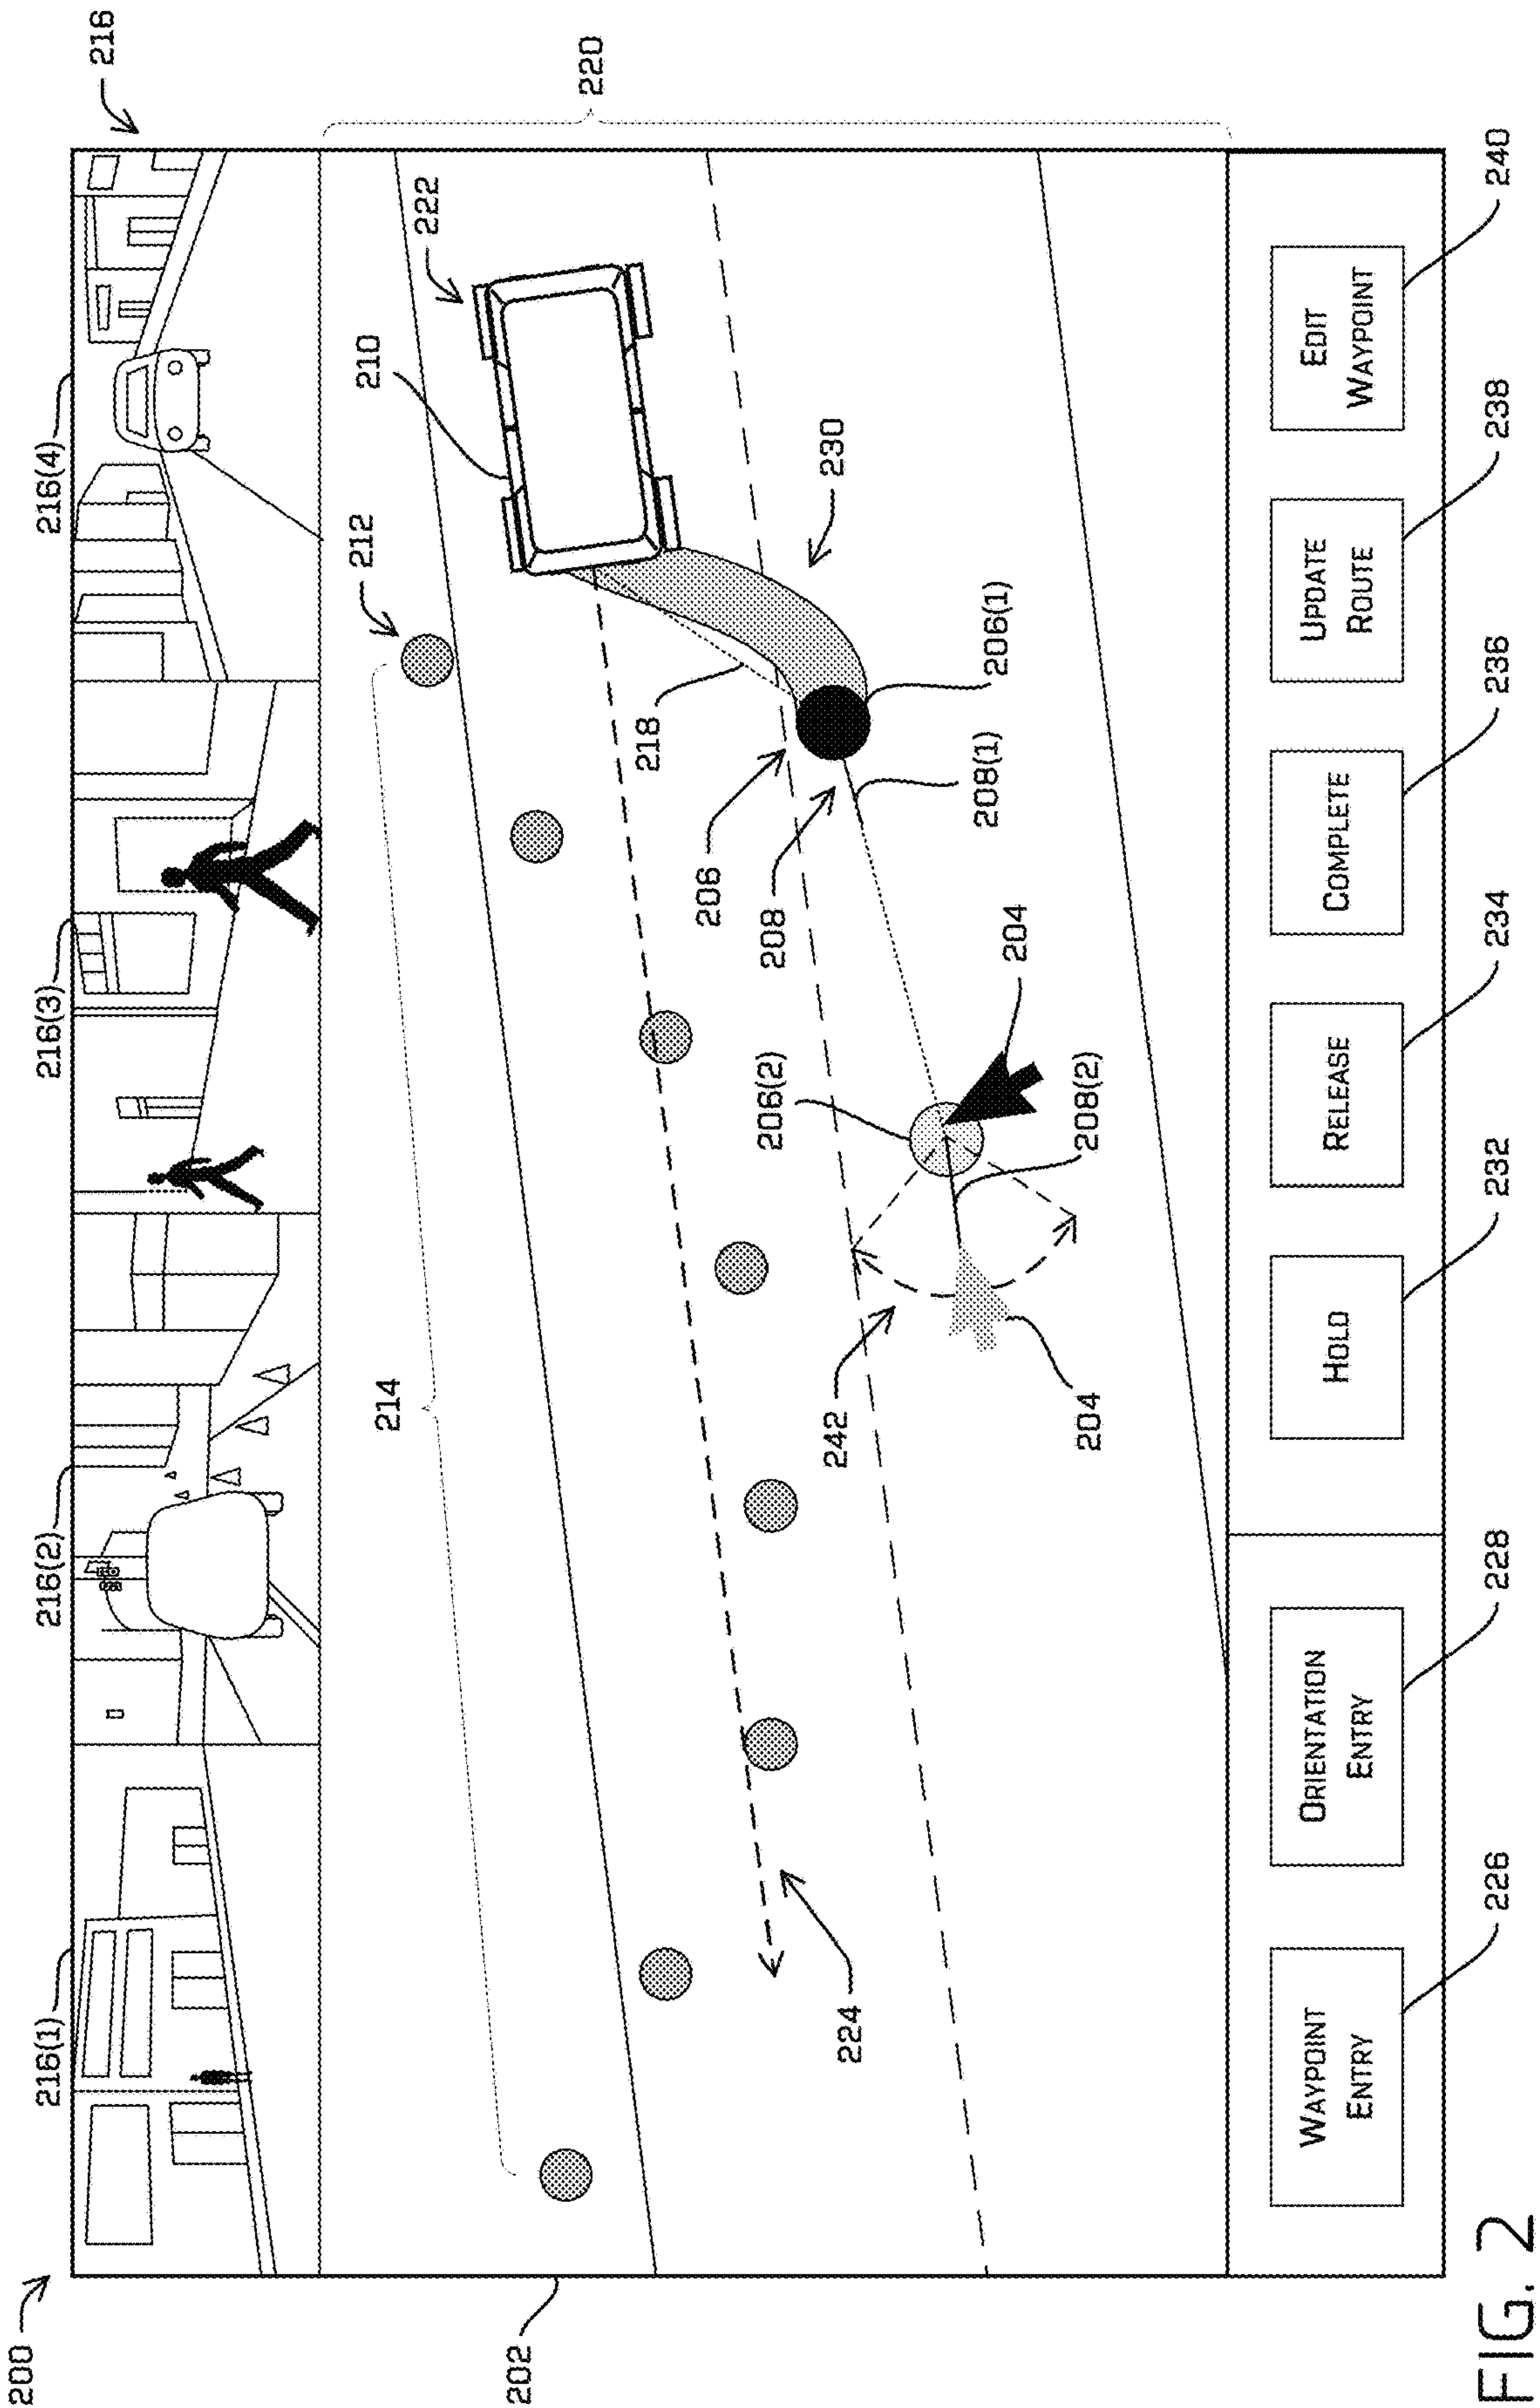 200
216
216(1)
216(2)
216(3)
216(4)
220
222
210
212
214
230
218
206(1)
206
208
208(1)
204
206(2)
208(2)
242
204
224
202
WAYPOINT
ENTRY
ORIENTATION
ENTRY
HOLD
RELEASE
COMPLETE
UPDATE
ROUTE
EDIT
WAYPOINT
226
228
232
234
236
238
240
FIG. 2